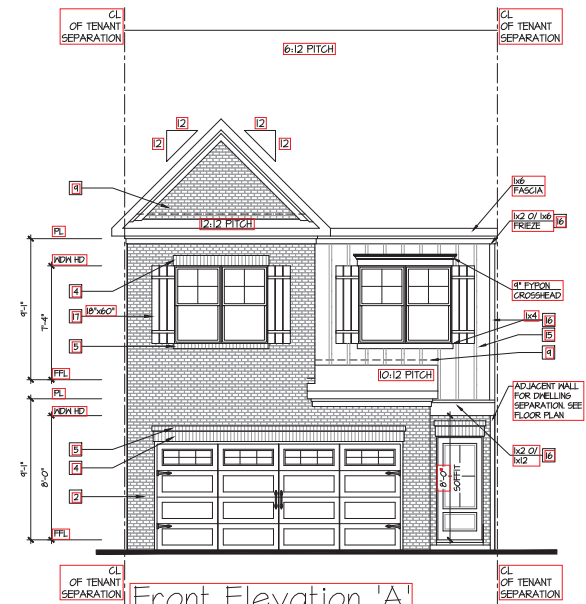 CL
OF TENANT
SEPARATION
CL
OF TENANT
SEPARATION
6:12 PITCH
12
12
12
12
9
1x6
FASCIA
12:12 PITCH
1x2 O/ 1x6
FRIEZE
16
PL
WDW HD
4
9" FYPON
CROSSHEAD
9'-1"
7'-4"
17
18"x60"
1x4
16
15
5
9
FFL
10:12 PITCH
PL
ADJACENT WALL
FOR DWELLING
SEPARATION. SEE
FLOOR PLAN
WDW HD
5
4
1x2 O/
1x12
16
9'-1"
8'-0"
8'-0"
SOFFIT
2
FFL
CL
OF TENANT
SEPARATION
CL
OF TENANT
SEPARATION
Front Elevation 'A'